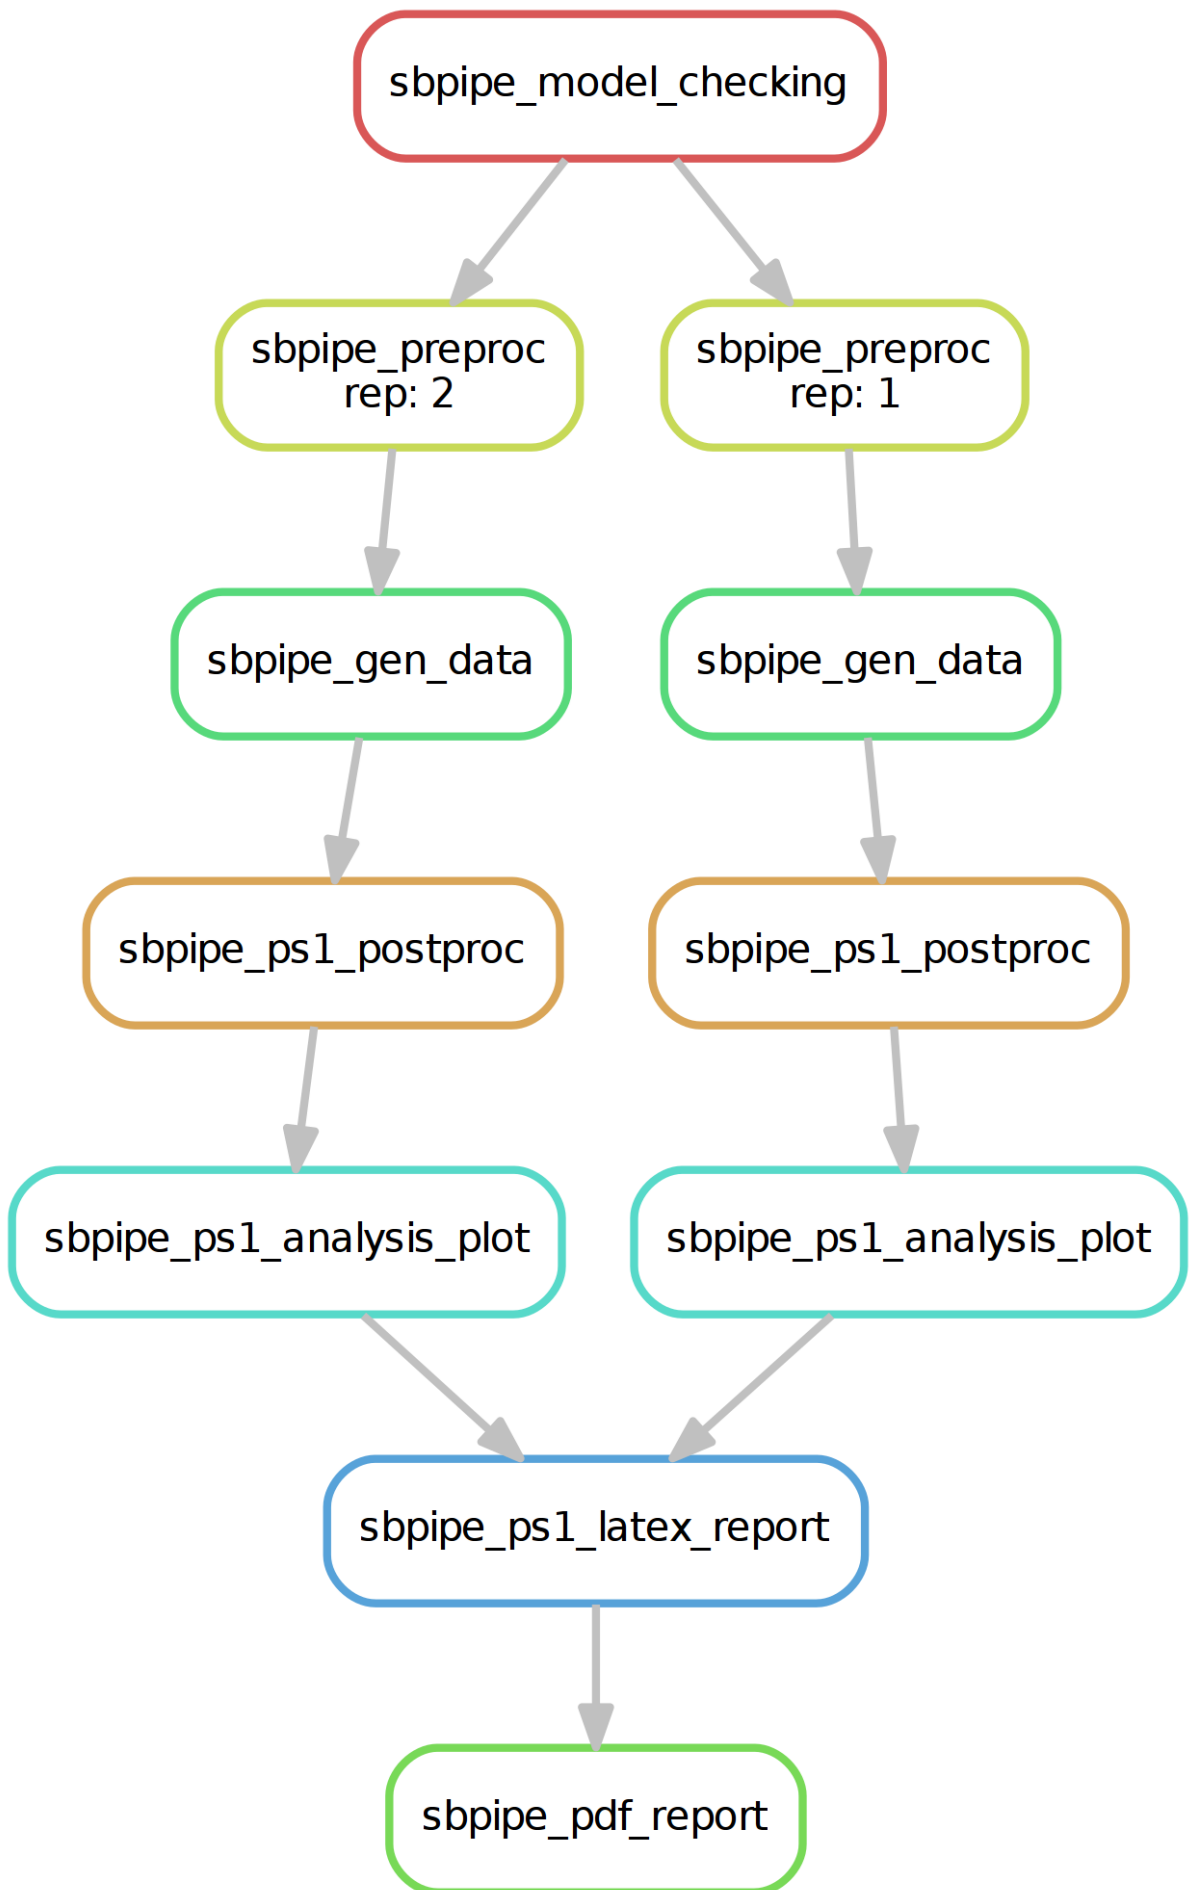 sbpipe_model_checking
sbpipe_preproc
rep: 2
sbpipe_preproc
rep: 1
sbpipe_gen_data
sbpipe_gen_data
sbpipe_ps1_postproc
sbpipe_ps1_postproc
sbpipe_ps1_analysis_plot
sbpipe_ps1_analysis_plot
sbpipe_ps1_latex_report
sbpipe_pdf_report